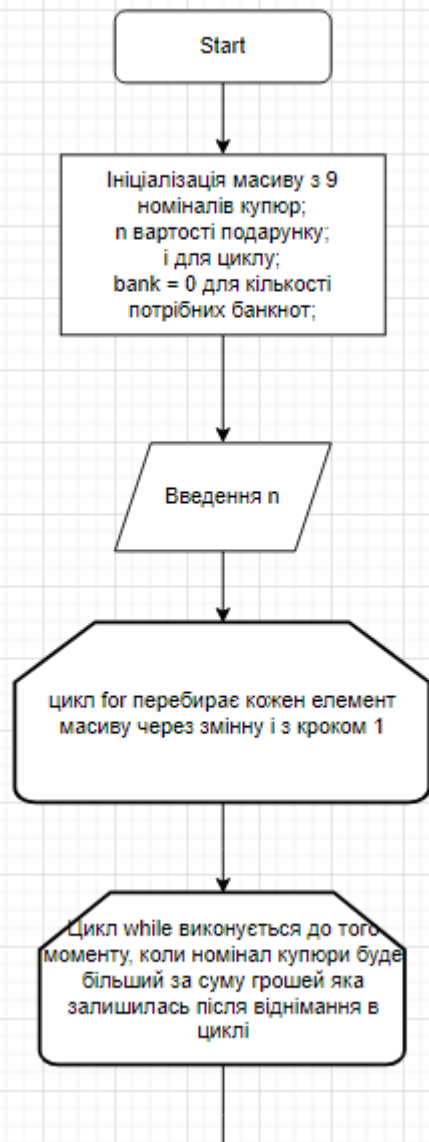 Start
Ініціалізація масиву з 9
номіналів купюр;
n вартості подарунку;
і для циклу;
bank = 0 для кількості
потрібних банкнот;
Введення n
цикл for перебирає кожен елемент
масиву через змінну і з кроком 1
Цикл while виконується до того
моменту, коли номінал купюри буде
більший за суму грошей яка
залишилась після віднімання в
циклі